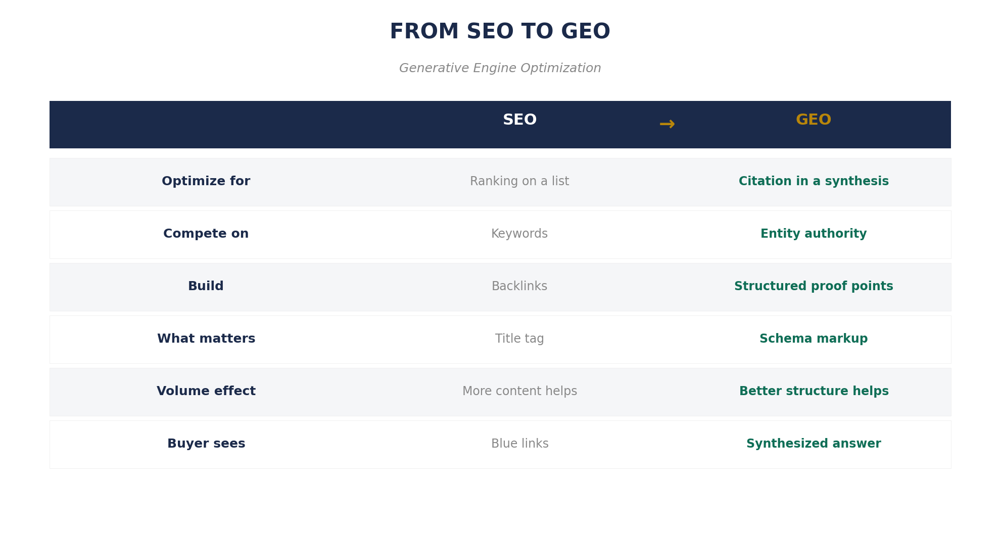 FROM SEO TO GEO
Generative Engine Optimization
SEO → GEO
Optimize for Ranking on a list Citation in a synthesis
Compete on Keywords Entity authority
Build Backlinks Structured proof points
What matters Title tag Schema markup
Volume effect More content helps Better structure helps
Buyer sees Blue links Synthesized answer